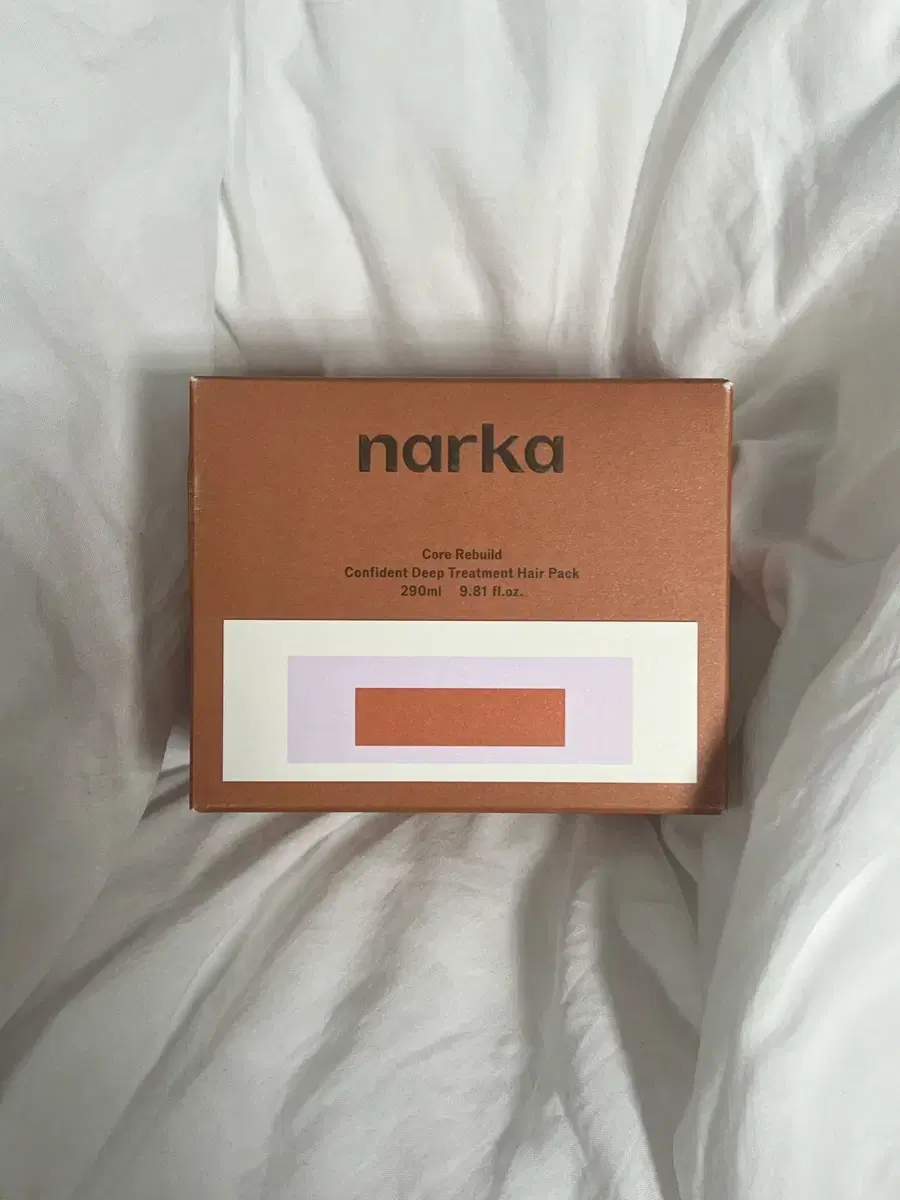 narka
Core Rebuild
Confident Deep Treatment Hair Pack
290ml 9.81 fl.oz.